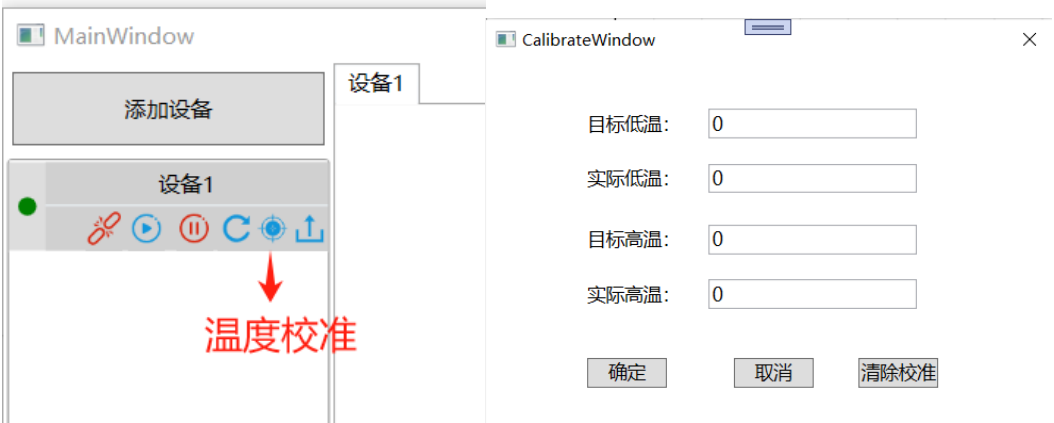 MainWindow
添加设备
设备1
设备1
温度校准
CalibrateWindow
目标低温： 0
实际低温： 0
目标高温： 0
实际高温： 0
确定 取消 清除校准